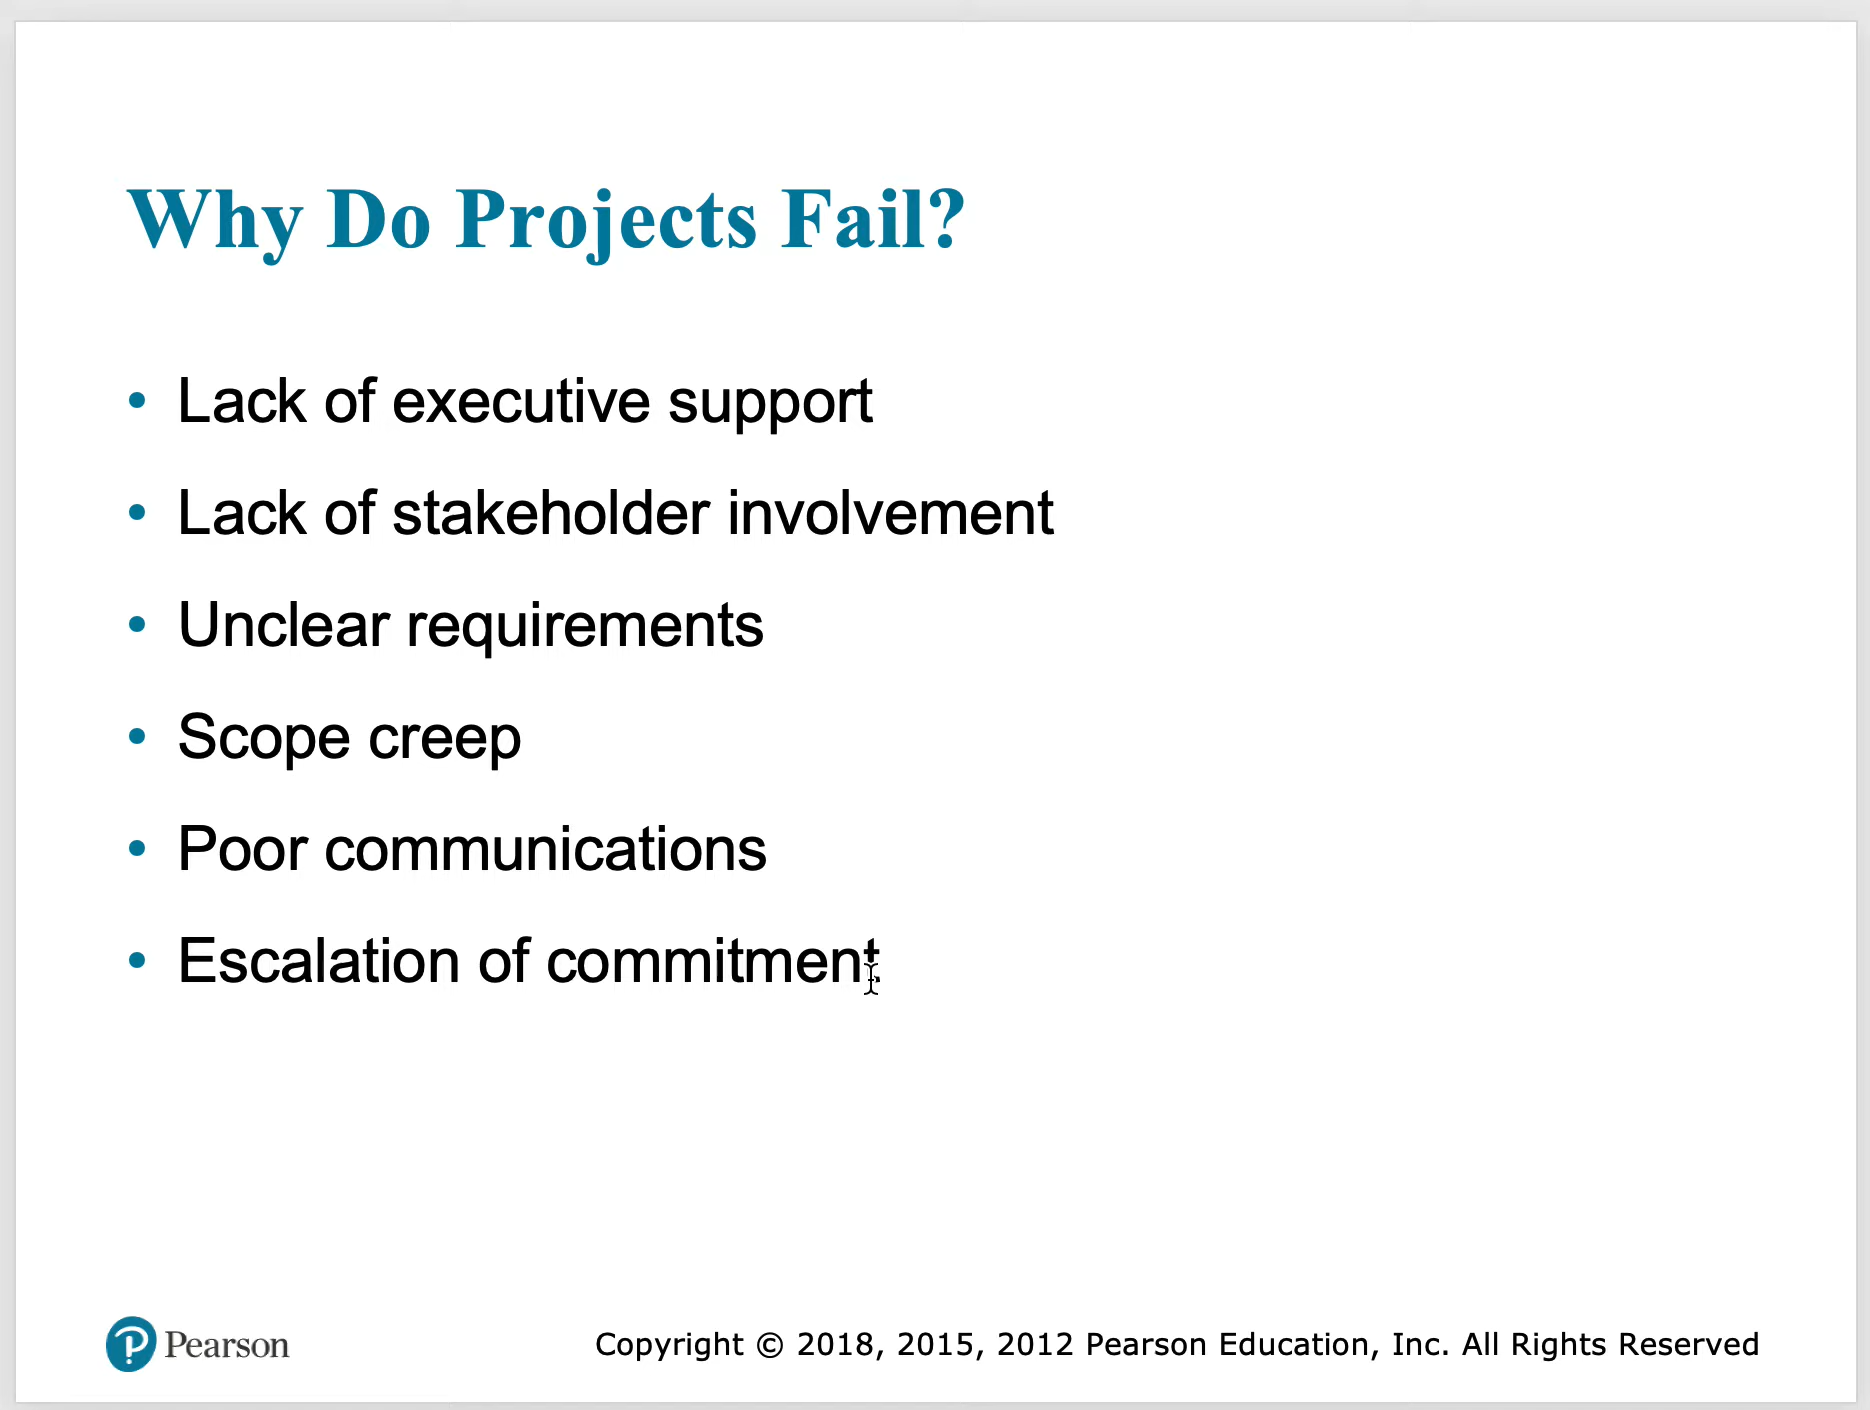 Why Do Projects Fail?
• Lack of executive support
• Lack of stakeholder involvement
• Unclear requirements
• Scope creep
• Poor communications
• Escalation of commitment
Pearson
Copyright © 2018, 2015, 2012 Pearson Education, Inc. All Rights Reserved